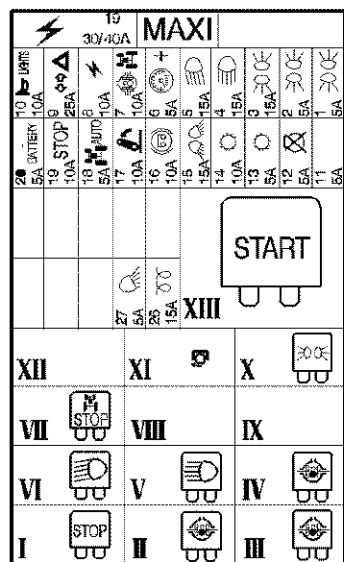 19
30/40A
MAXI
10 LIGHTS 10A
9 25A
8 10A
7 10A
6 + 5A
5 15A
4 15A
3 15A
2 5A
1 5A
20 BATTERY 5A
19 STOP 10A
18 AUTO 5A
17 10A
16 10A
15 15A
14 10A
13 5A
12 5A
11 5A
START
27 5A
26 15A
XIII
XII XI X
VII STOP VIII IX
VI V IV
I STOP II III